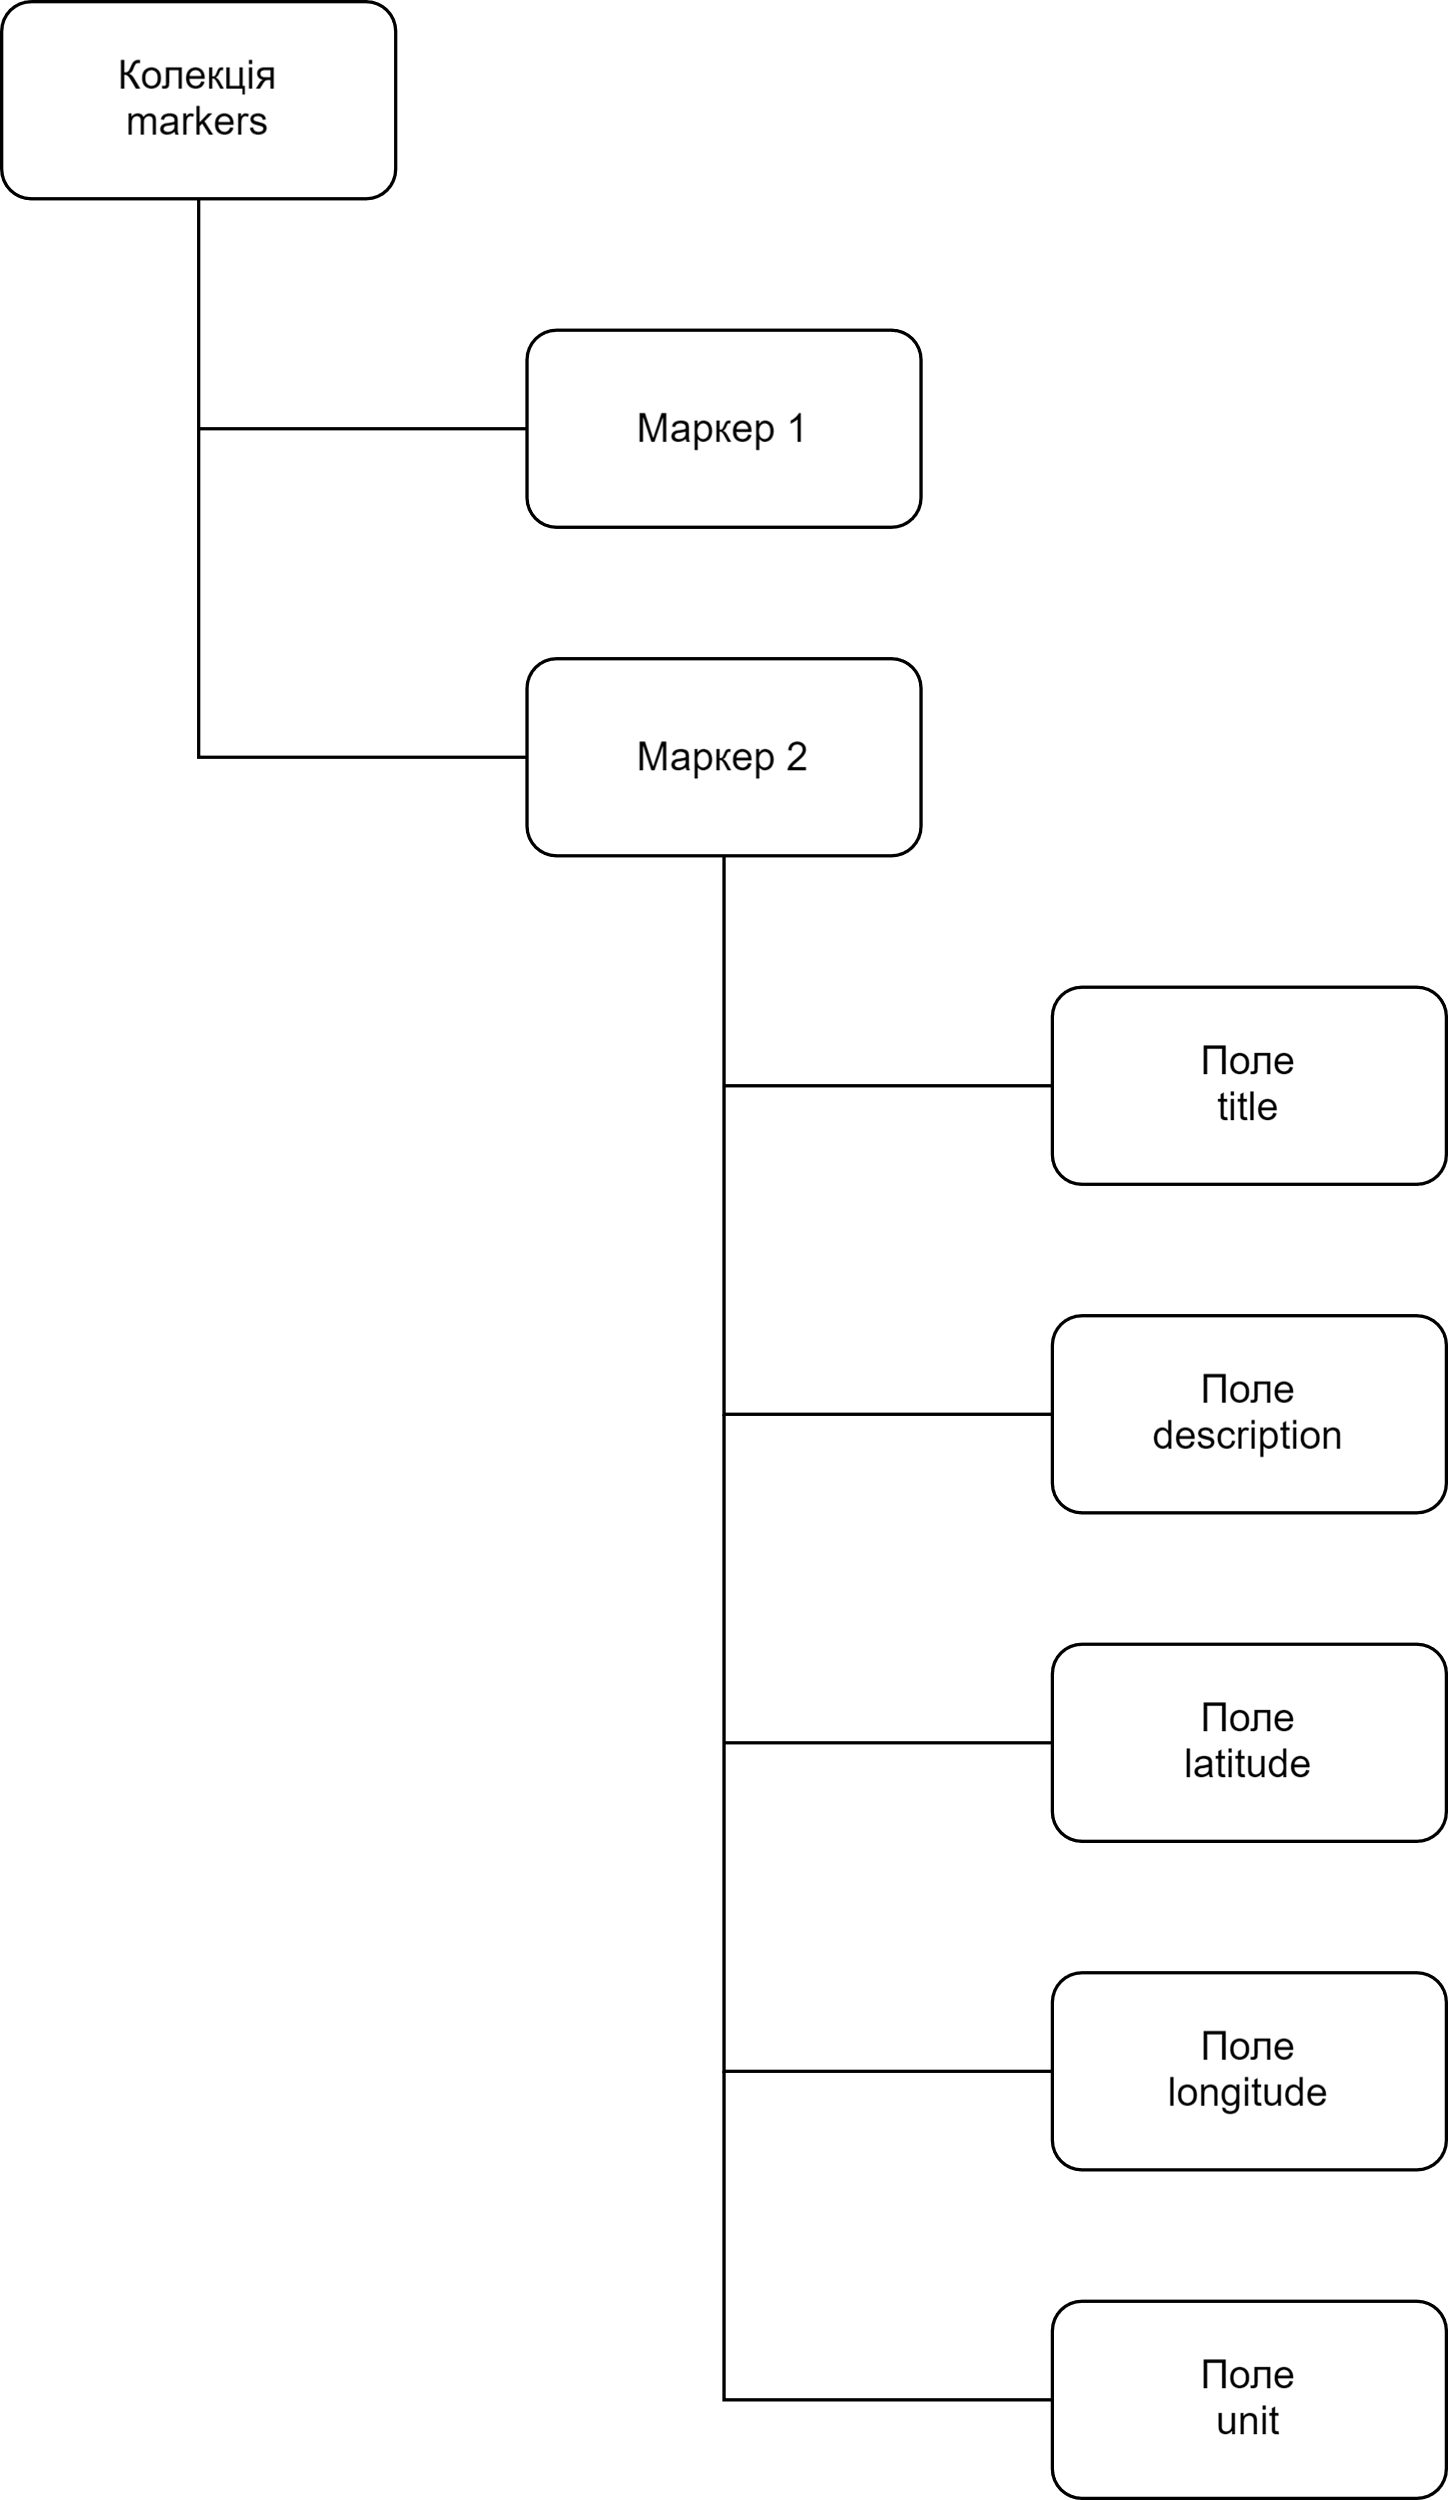 Колекція
markers
Маркер 1
Маркер 2
Поле
title
Поле
description
Поле
latitude
Поле
longitude
Поле
unit